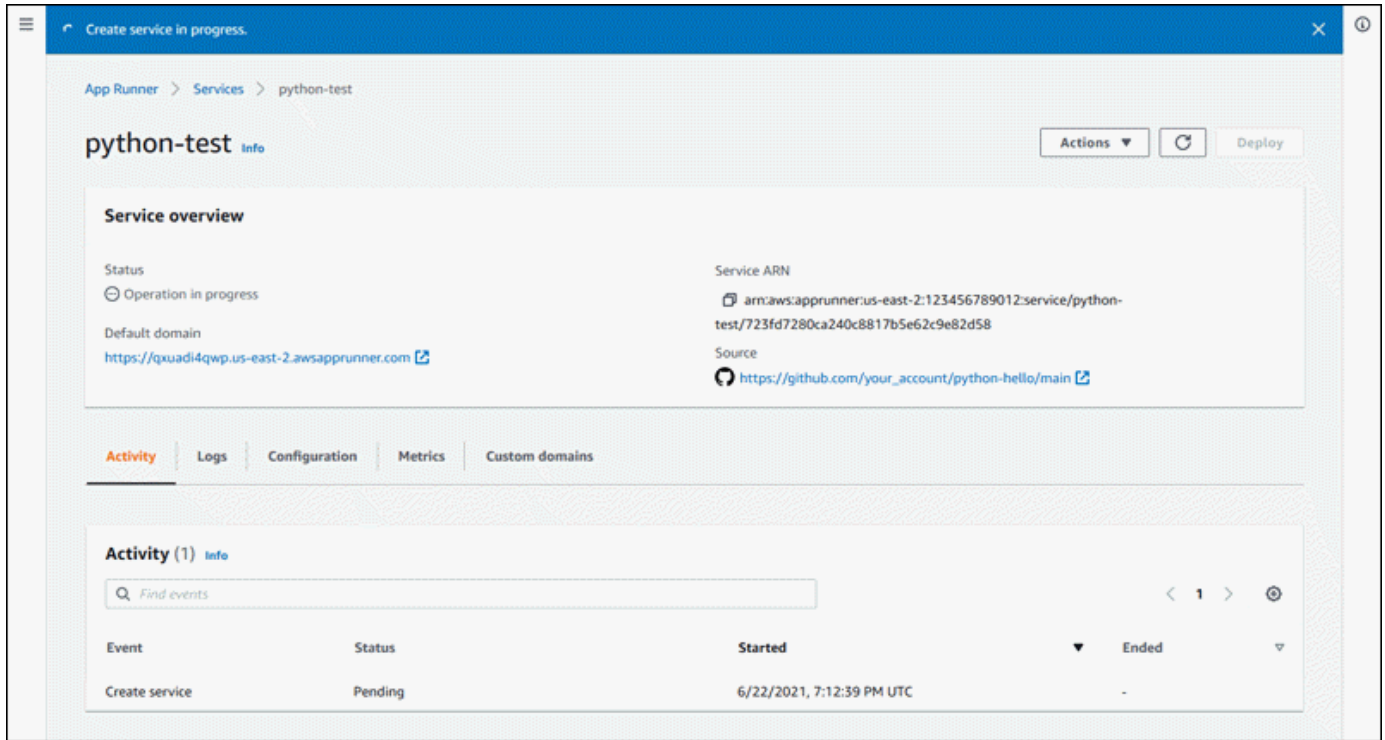 Create service in progress.
App Runner > Services > python-test
python-test Info
Actions
Deploy
Service overview
Status
Operation in progress
Default domain
https://qxuadi4qwp.us-east-2.awsapprunner.com
Service ARN
arn:aws:apprunner:us-east-2:123456789012:service/python-
test/723fd7280ca240c8817b5e62c9e82d58
Source
https://github.com/your_account/python-hello/main
Activity Logs Configuration Metrics Custom domains
Activity (1) Info
Find events
< 1 >
Event Status Started Ended
Create service Pending 6/22/2021, 7:12:39 PM UTC -